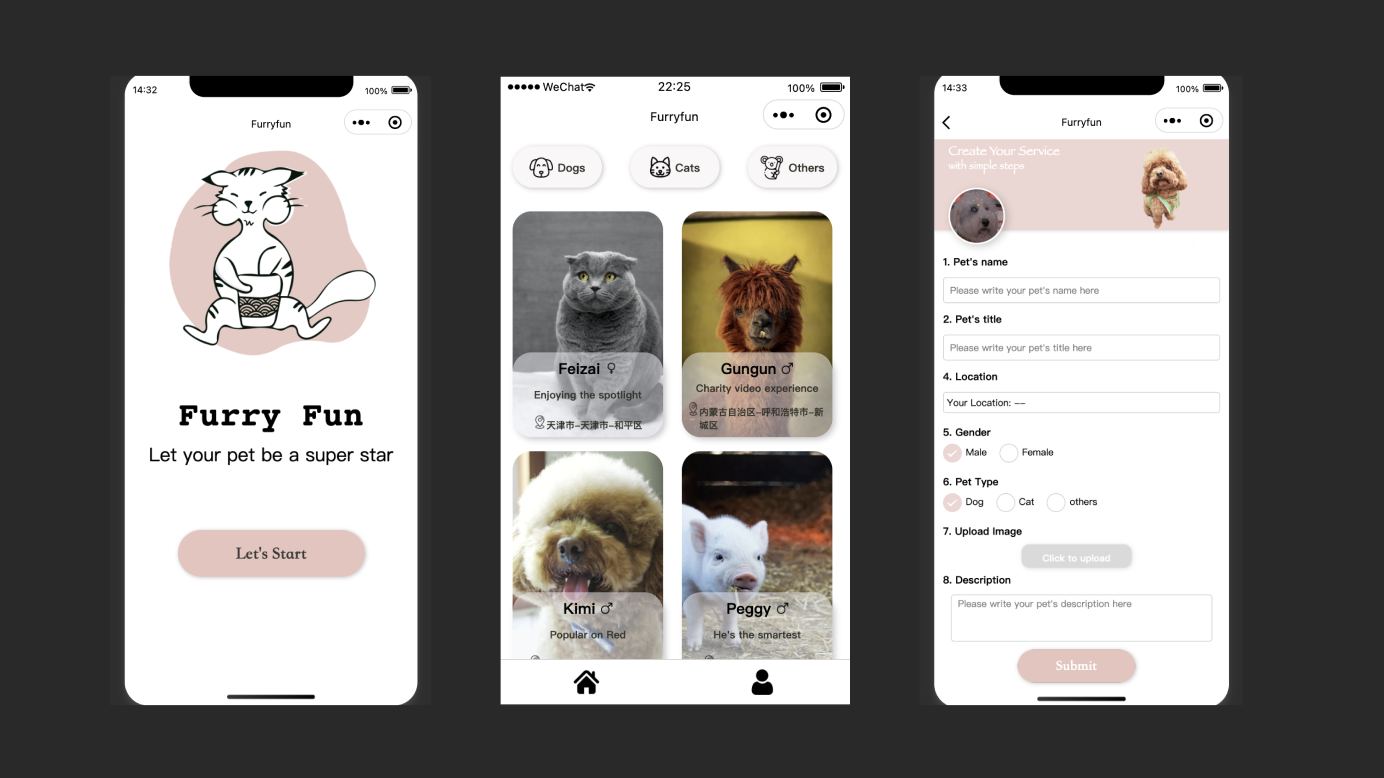 14:32
100%
Furryfun
Furry Fun
Let your pet be a super star
Let's Start
WeChat
22:25
100%
Furryfun
Dogs
Cats
Others
Feizai ♀
Enjoying the spotlight
天津市-天津市-和平区
Gungun ♂
Charity video experience
内蒙古自治区-呼和浩特市-新
城区
Kimi ♂
Popular on Red
Peggy ♂
He's the smartest
14:33
100%
Furryfun
Create Your Service
with simple steps
1. Pet's name
Please write your pet's name here
2. Pet's title
Please write your pet's title here
4. Location
Your Location: --
5. Gender
Male
Female
6. Pet Type
Dog
Cat
others
7. Upload Image
Click to upload
8. Description
Please write your pet's description here
Submit